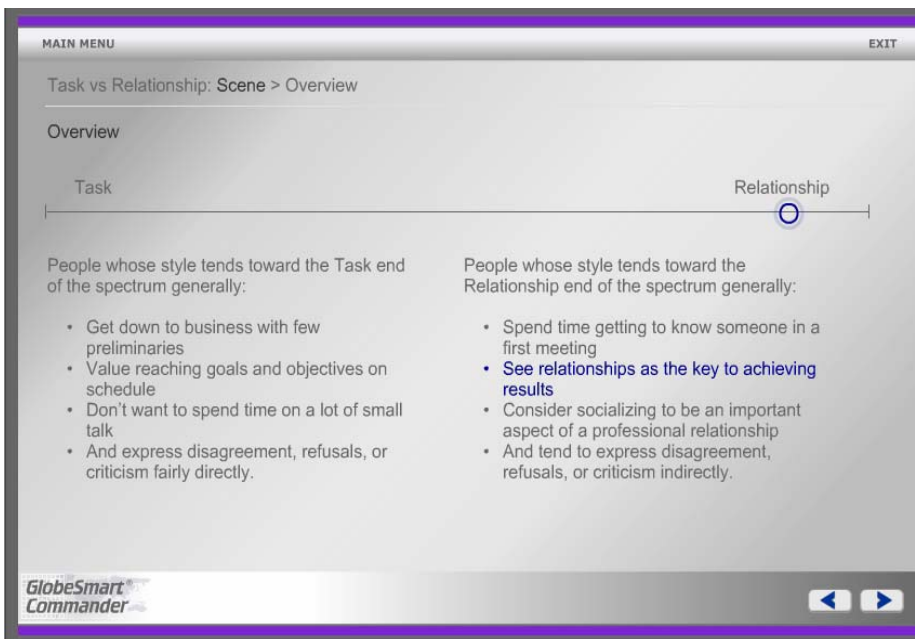 MAIN MENU
EXIT
Task vs Relationship: Scene > Overview
Overview
Task
Relationship
People whose style tends toward the Task end
of the spectrum generally:
• Get down to business with few
preliminaries
• Value reaching goals and objectives on
schedule
• Don't want to spend time on a lot of small
talk
• And express disagreement, refusals, or
criticism fairly directly.
People whose style tends toward the
Relationship end of the spectrum generally:
• Spend time getting to know someone in a
first meeting
• See relationships as the key to achieving
results
• Consider socializing to be an important
aspect of a professional relationship
• And tend to express disagreement,
refusals, or criticism indirectly.
GlobeSmart®
Commander